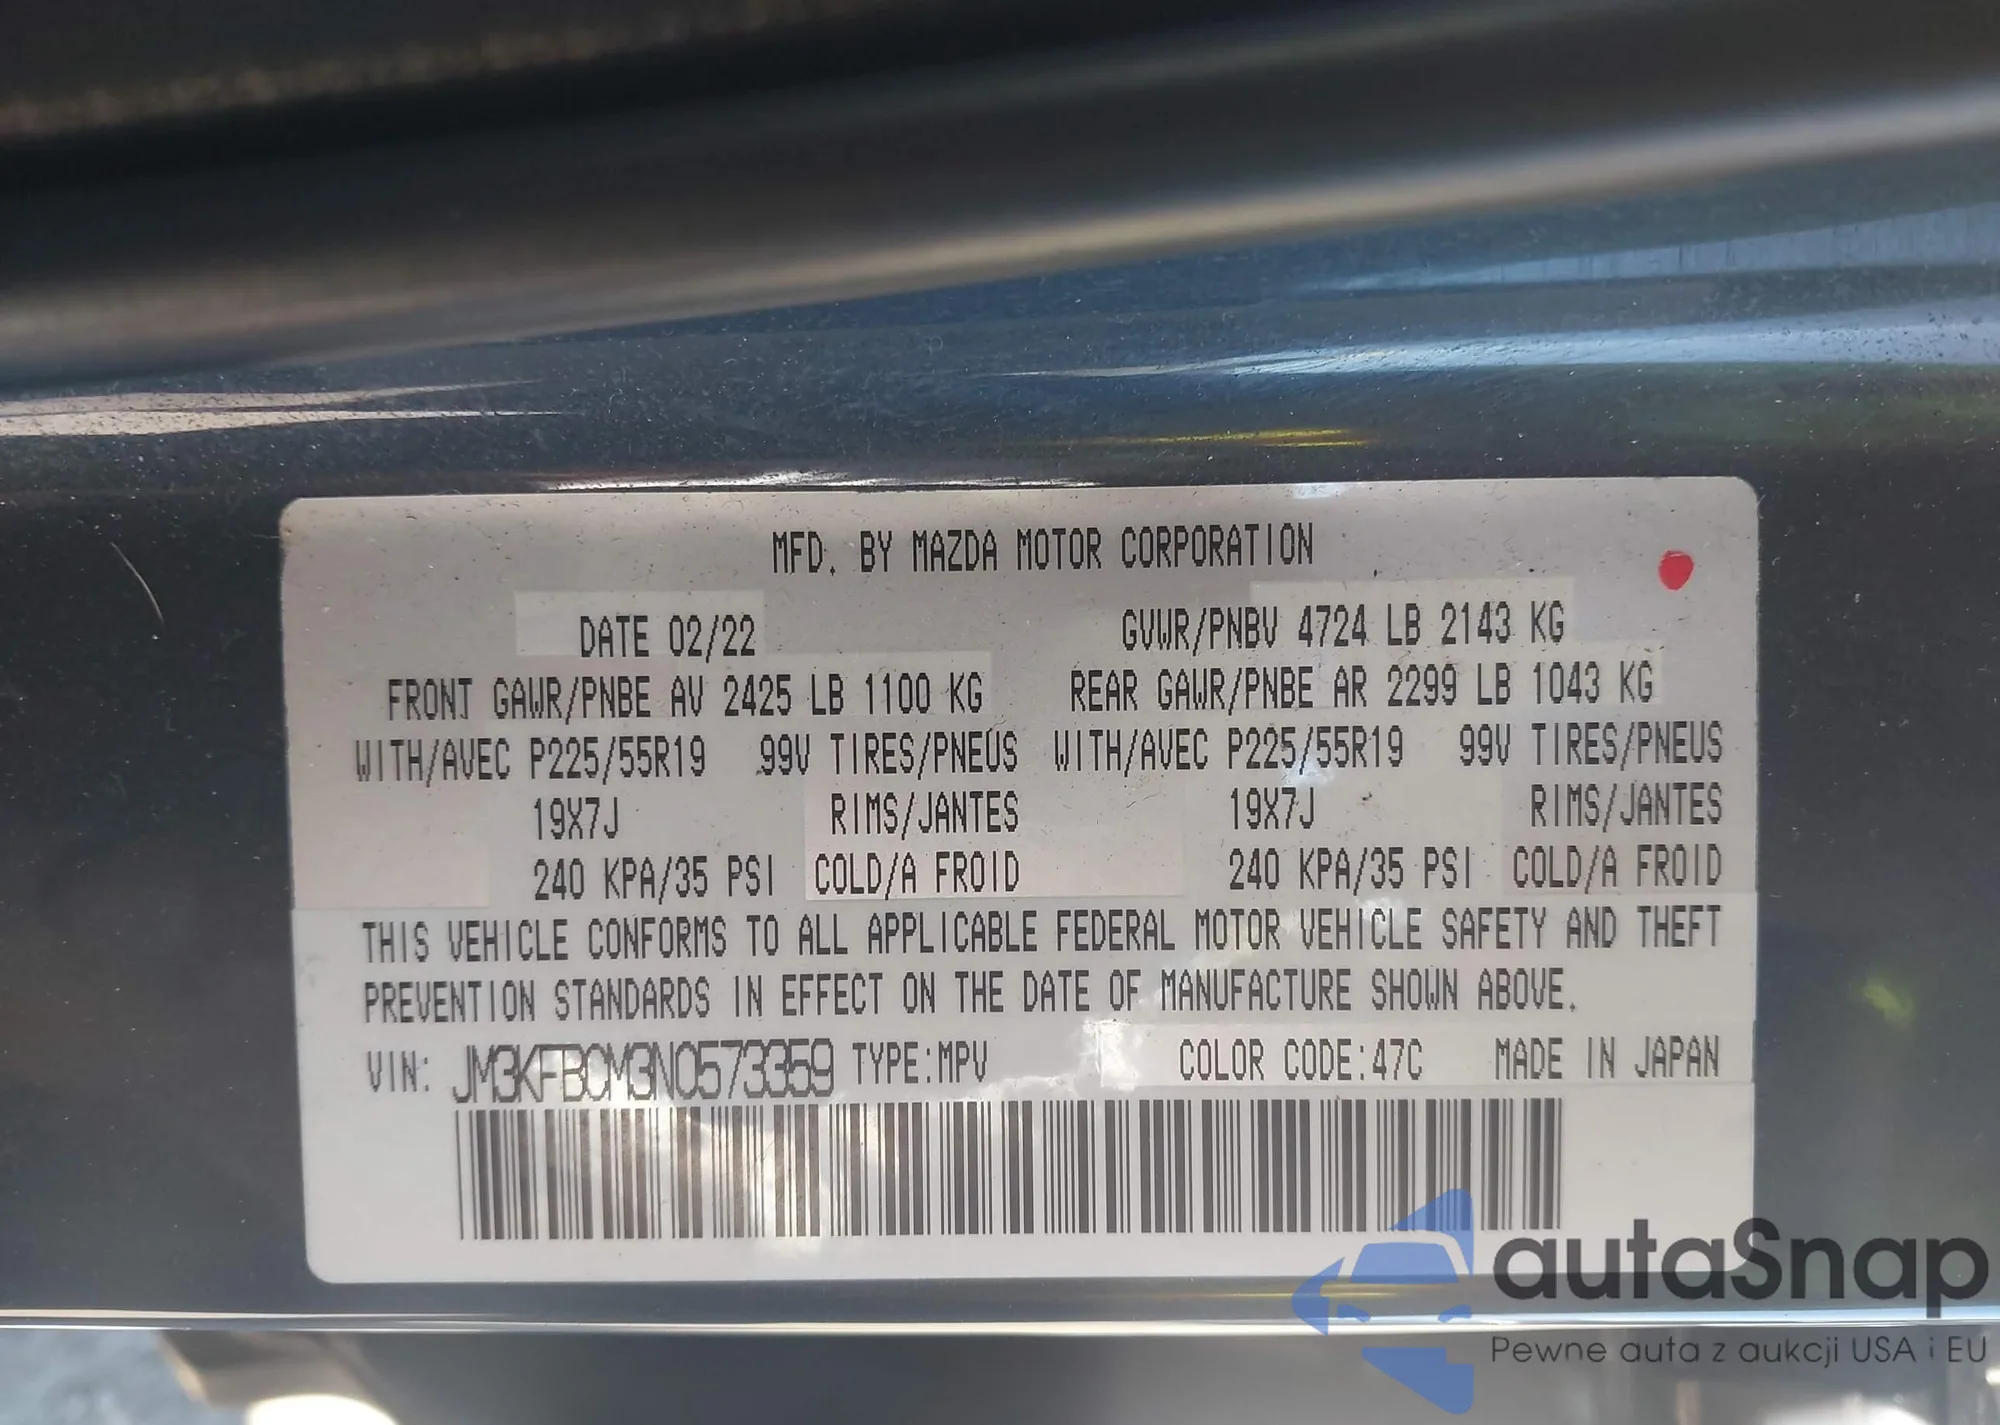 MFD. BY MAZDA MOTOR CORPORATION
DATE 02/22 GVWR/PNBV 4724 LB 2143 KG
FRONT GAWR/PNBE AV 2425 LB 1100 KG REAR GAWR/PNBE AR 2299 LB 1043 KG
WITH/AVEC P225/55R19 99V TIRES/PNEUS WITH/AVEC P225/55R19 99V TIRES/PNEUS
19X7J RIMS/JANTES 19X7J RIMS/JANTES
240 KPA/35 PSI COLD/A FROID 240 KPA/35 PSI COLD/A FROID
THIS VEHICLE CONFORMS TO ALL APPLICABLE FEDERAL MOTOR VEHICLE SAFETY AND THEFT
PREVENTION STANDARDS IN EFFECT ON THE DATE OF MANUFACTURE SHOWN ABOVE.
VIN: JM3KFBCM3N0573359 TYPE:MPV COLOR CODE:47C MADE IN JAPAN
autaSnap
Pewne auta z aukcji USA i EU